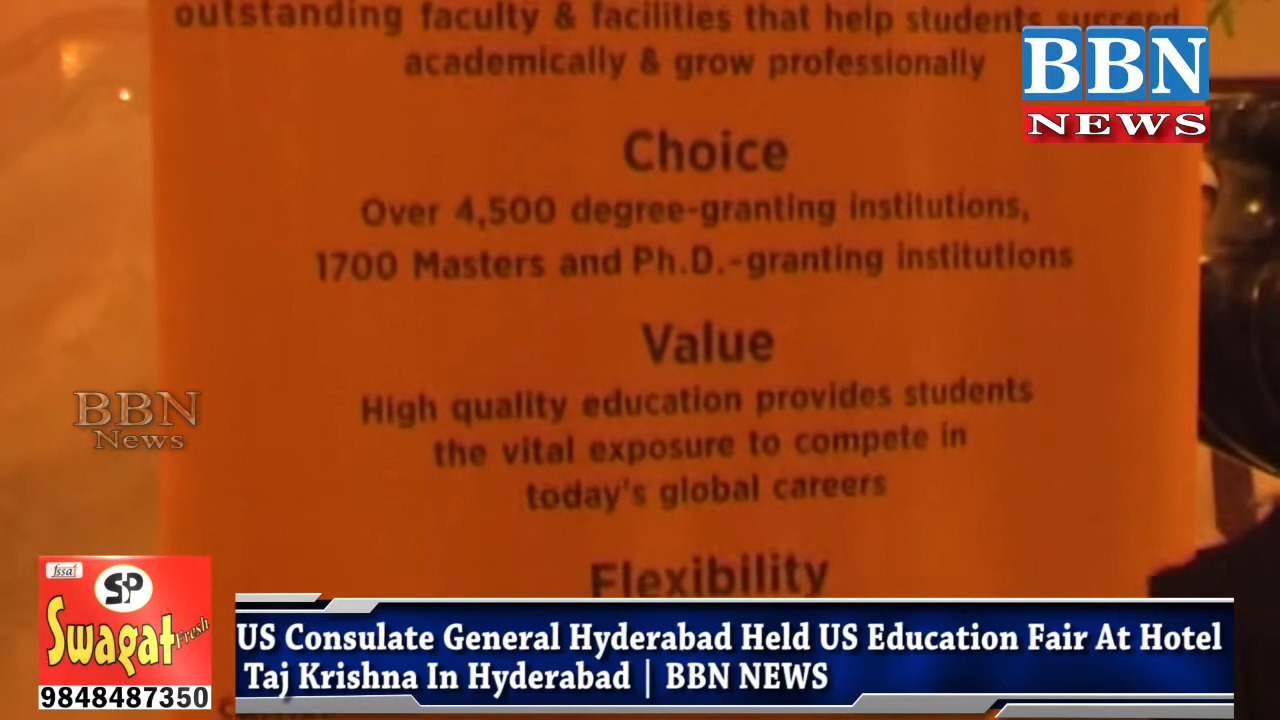 outstanding faculty & facilities that help students succeed
academically & grow professionally
BBN
NEWS
Choice
Over 4,500 degree-granting institutions,
1700 Masters and Ph.D.-granting institutions
Value
High quality education provides students
the vital exposure to compete in
today's global careers
BBN
News
Flexibility
fssai
SP
Swagat Fresh
9848487350
US Consulate General Hyderabad Held US Education Fair At Hotel
Taj Krishna In Hyderabad | BBN NEWS